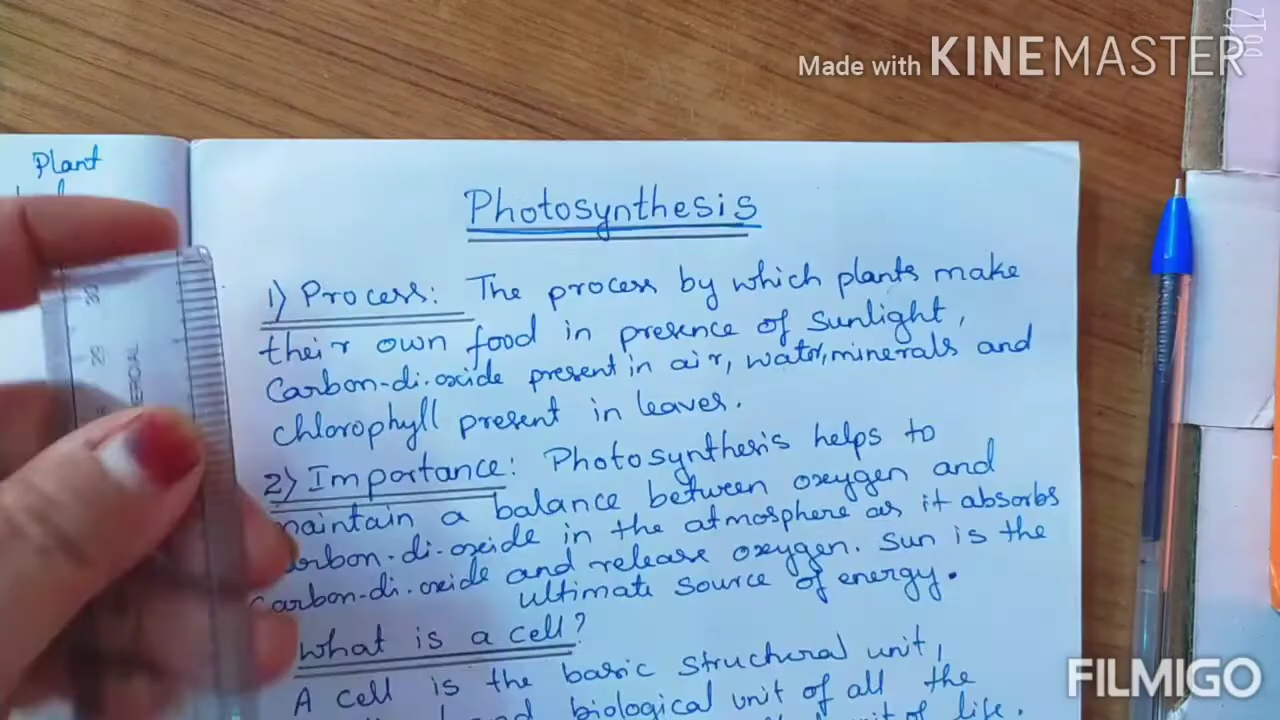 Made with KINEMASTER
Plant
Photosynthesis
1) Process: The process by which plants make
their own food in presence of sunlight,
Carbon-di.oxide present in air, water, minerals and
chlorophyll present in leaves.
2) Importance: Photosynthesis helps to
maintain a balance between oxygen and
carbon-di-oxide in the atmosphere as it absorbs
Carbon-di.oxide and release oxygen. Sun is the
ultimate source of energy.
What is a cell?
A cell is the basic structural unit,
and biological unit of all the
unit of life.
FILMIGO